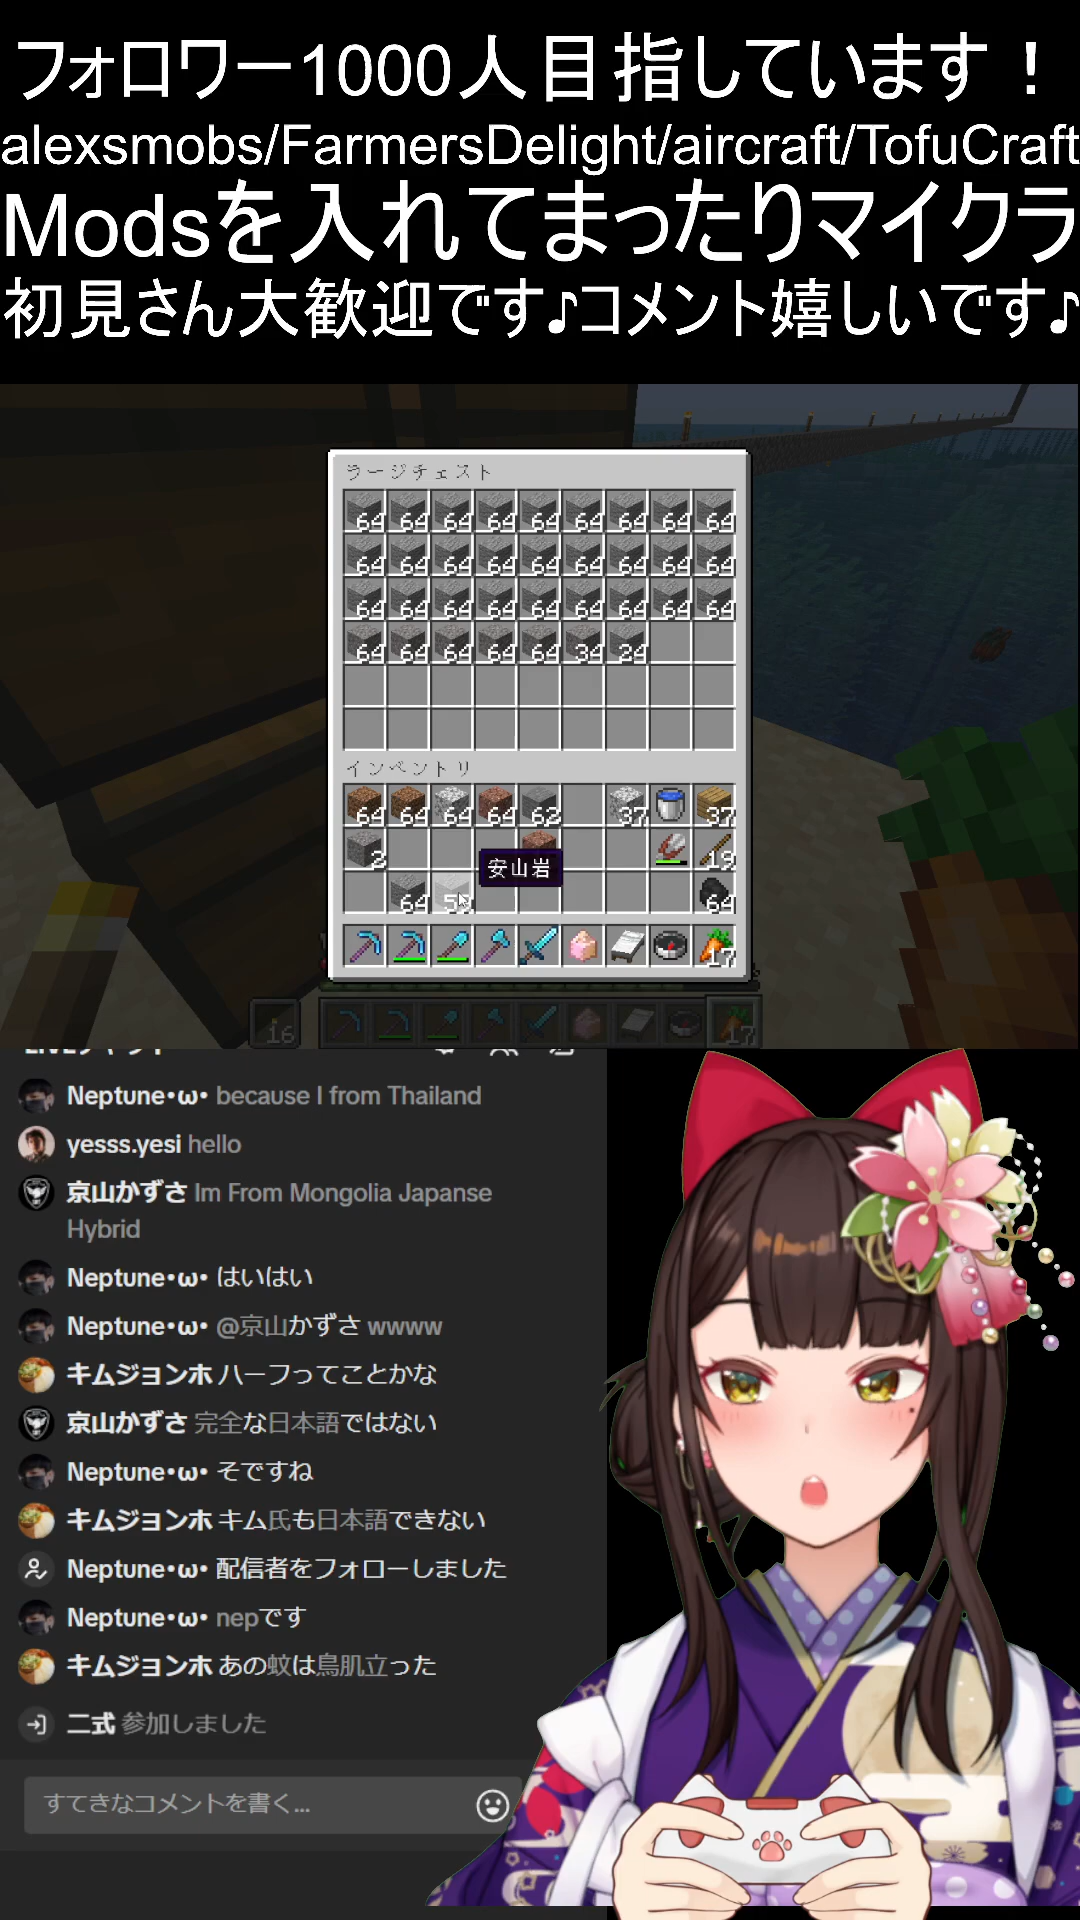 フォロワー1000人目指しています！
alexsmobs/FarmersDelight/aircraft/TofuCraft
Modsを入れてまったりマイクラ
初見さん大歓迎です♪コメント嬉しいです♪
ラージチェスト
64 64 64 64 64 64 64 64 64
64 64 64 64 64 64 64 64 64
64 64 64 64 64 64 64 64 64
64 64 64 64 64 34 24
インベントリ
64 64 64 64 62 37 37
2 19
安山岩
64 64
17
16 17
Neptune•ω• because I from Thailand
yesss.yesi hello
京山かずさ Im From Mongolia Japanse
Hybrid
Neptune•ω• はいはい
Neptune•ω• @京山かずさ wwww
キムジョンホ ハーフってことかな
京山かずさ 完全な日本語ではない
Neptune•ω• そですね
キムジョンホ キム氏も日本語できない
Neptune•ω• 配信者をフォローしました
Neptune•ω• nepです
キムジョンホ あの蚊は鳥肌立った
二式 参加しました
すてきなコメントを書く...